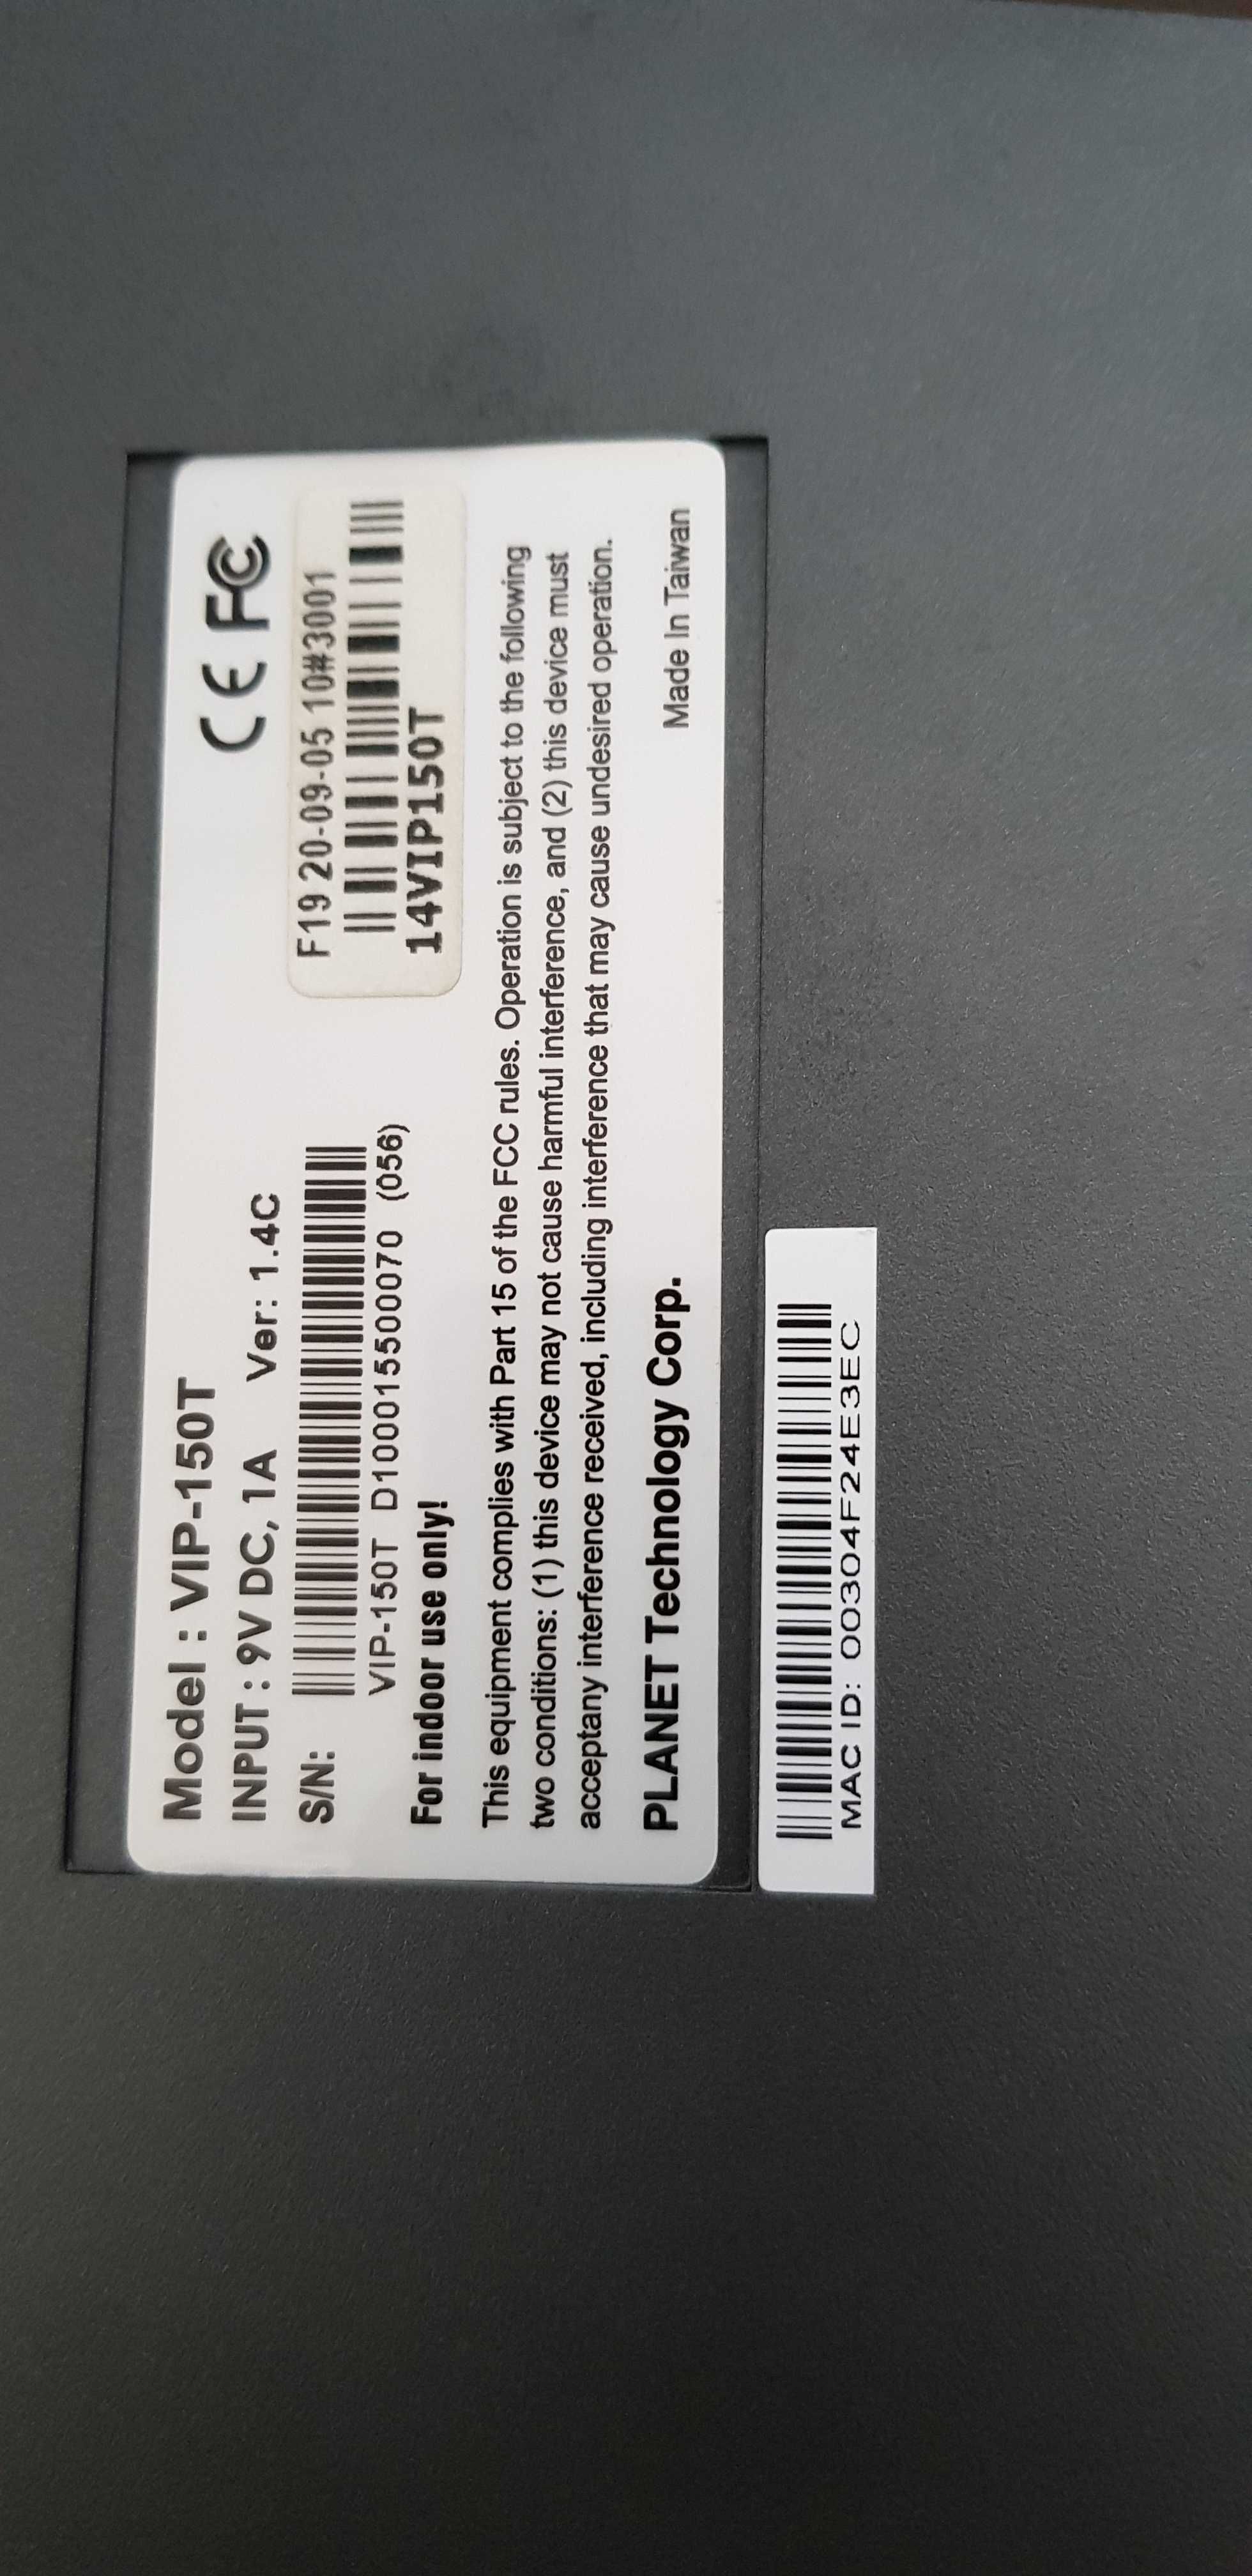 Model : VIP-150T
INPUT : 9V DC, 1A Ver: 1.4C
CE FC
S/N:
VIP-150T D100015500070 (056)
F19 20-09-05 10#3001
14VIP150T
For indoor use only!
This equipment complies with Part 15 of the FCC rules. Operation is subject to the following
two conditions: (1) this device may not cause harmful interference, and (2) this device must
acceptany interference received, including interference that may cause undesired operation.
PLANET Technology Corp.
Made In Taiwan
MAC ID: 00304F24E3EC